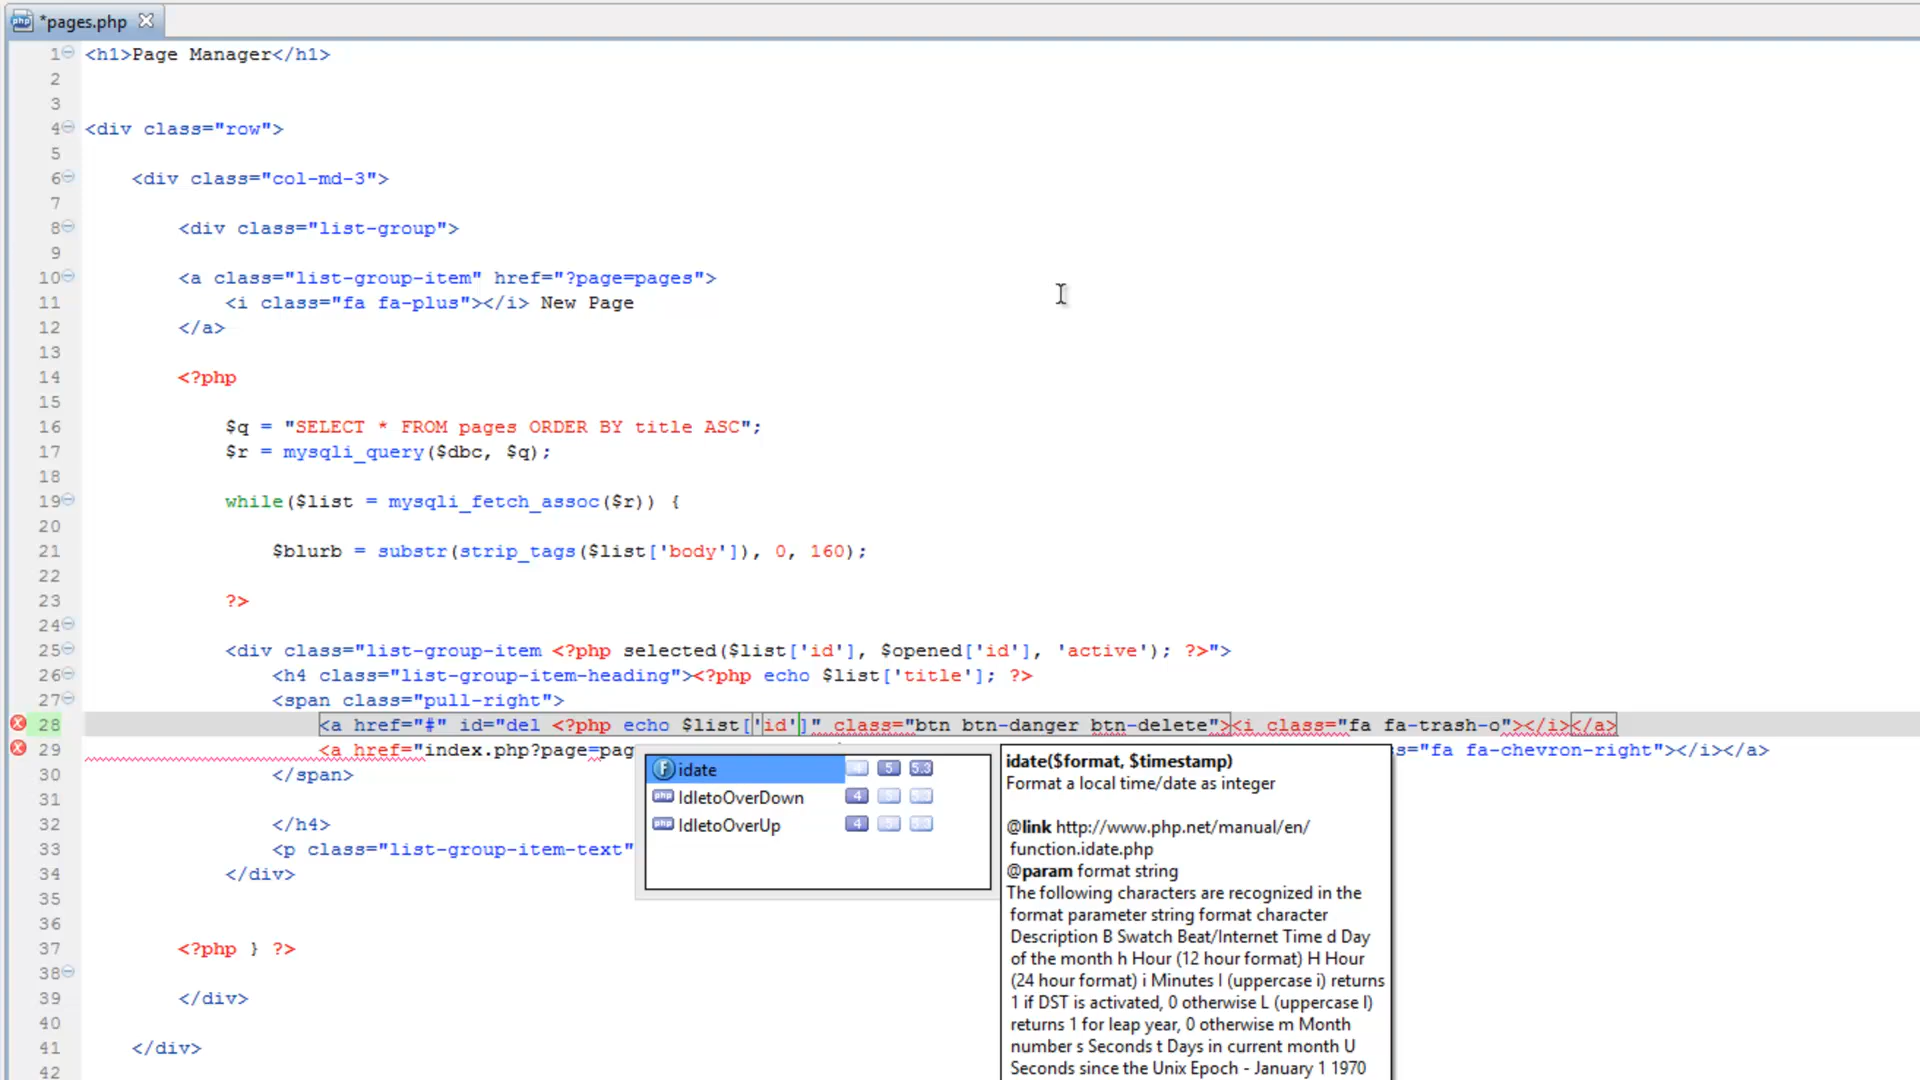 *pages.php
1 <h1>Page Manager</h1>
2
3
4 <div class="row">
5
6 <div class="col-md-3">
7
8 <div class="list-group">
9
10 <a class="list-group-item" href="?page=pages">
11 <i class="fa fa-plus"></i> New Page
12 </a>
13
14 <?php
15
16 $q = "SELECT * FROM pages ORDER BY title ASC";
17 $r = mysqli_query($dbc, $q);
18
19 while($list = mysqli_fetch_assoc($r)) {
20
21 $blurb = substr(strip_tags($list['body']), 0, 160);
22
23 ?>
24
25 <div class="list-group-item <?php selected($list['id'], $opened['id'], 'active'); ?>">
26 <h4 class="list-group-item-heading"><?php echo $list['title']; ?>
27 <span class="pull-right">
28 <a href="#" id="del <?php echo $list['id']" class="btn btn-danger btn-delete"><i class="fa fa-trash-o"></i></a>
29 <a href="index.php?page=pag s="fa fa-chevron-right"></i></a>
30 </span>
31
32 </h4>
33 <p class="list-group-item-text"
34 </div>
35
36
37 <?php } ?>
38
39 </div>
40
41 </div>
42
idate 4 5 5.3
IdletoOverDown 4 5 5.3
IdletoOverUp 4 5 5.3
idate($format, $timestamp)
Format a local time/date as integer
@link http://www.php.net/manual/en/
function.idate.php
@param format string
The following characters are recognized in the
format parameter string format character
Description B Swatch Beat/Internet Time d Day
of the month h Hour (12 hour format) H Hour
(24 hour format) i Minutes I (uppercase i) returns
1 if DST is activated, 0 otherwise L (uppercase l)
returns 1 for leap year, 0 otherwise m Month
number s Seconds t Days in current month U
Seconds since the Unix Epoch - January 1 1970